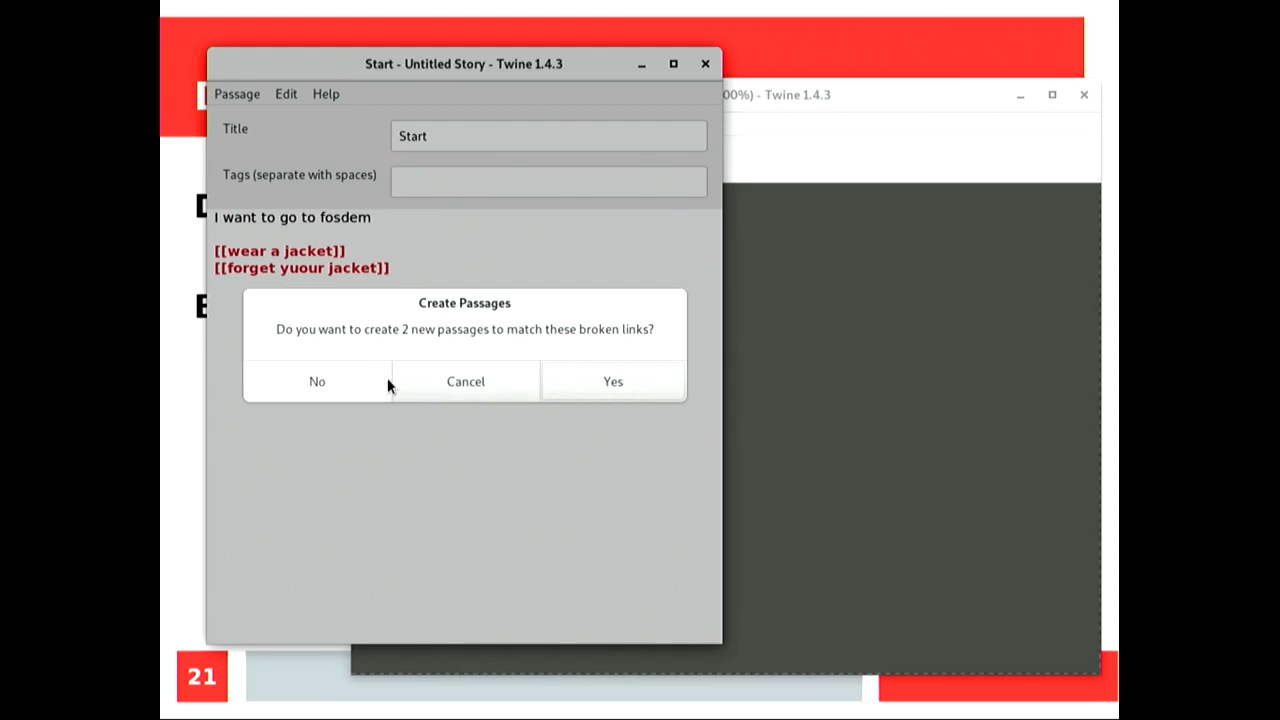 Start - Untitled Story - Twine 1.4.3
00%) - Twine 1.4.3
Passage Edit Help
Title
Start
Tags (separate with spaces)
I want to go to fosdem
[[wear a jacket]]
[[forget yuour jacket]]
Create Passages
Do you want to create 2 new passages to match these broken links?
No Cancel Yes
21